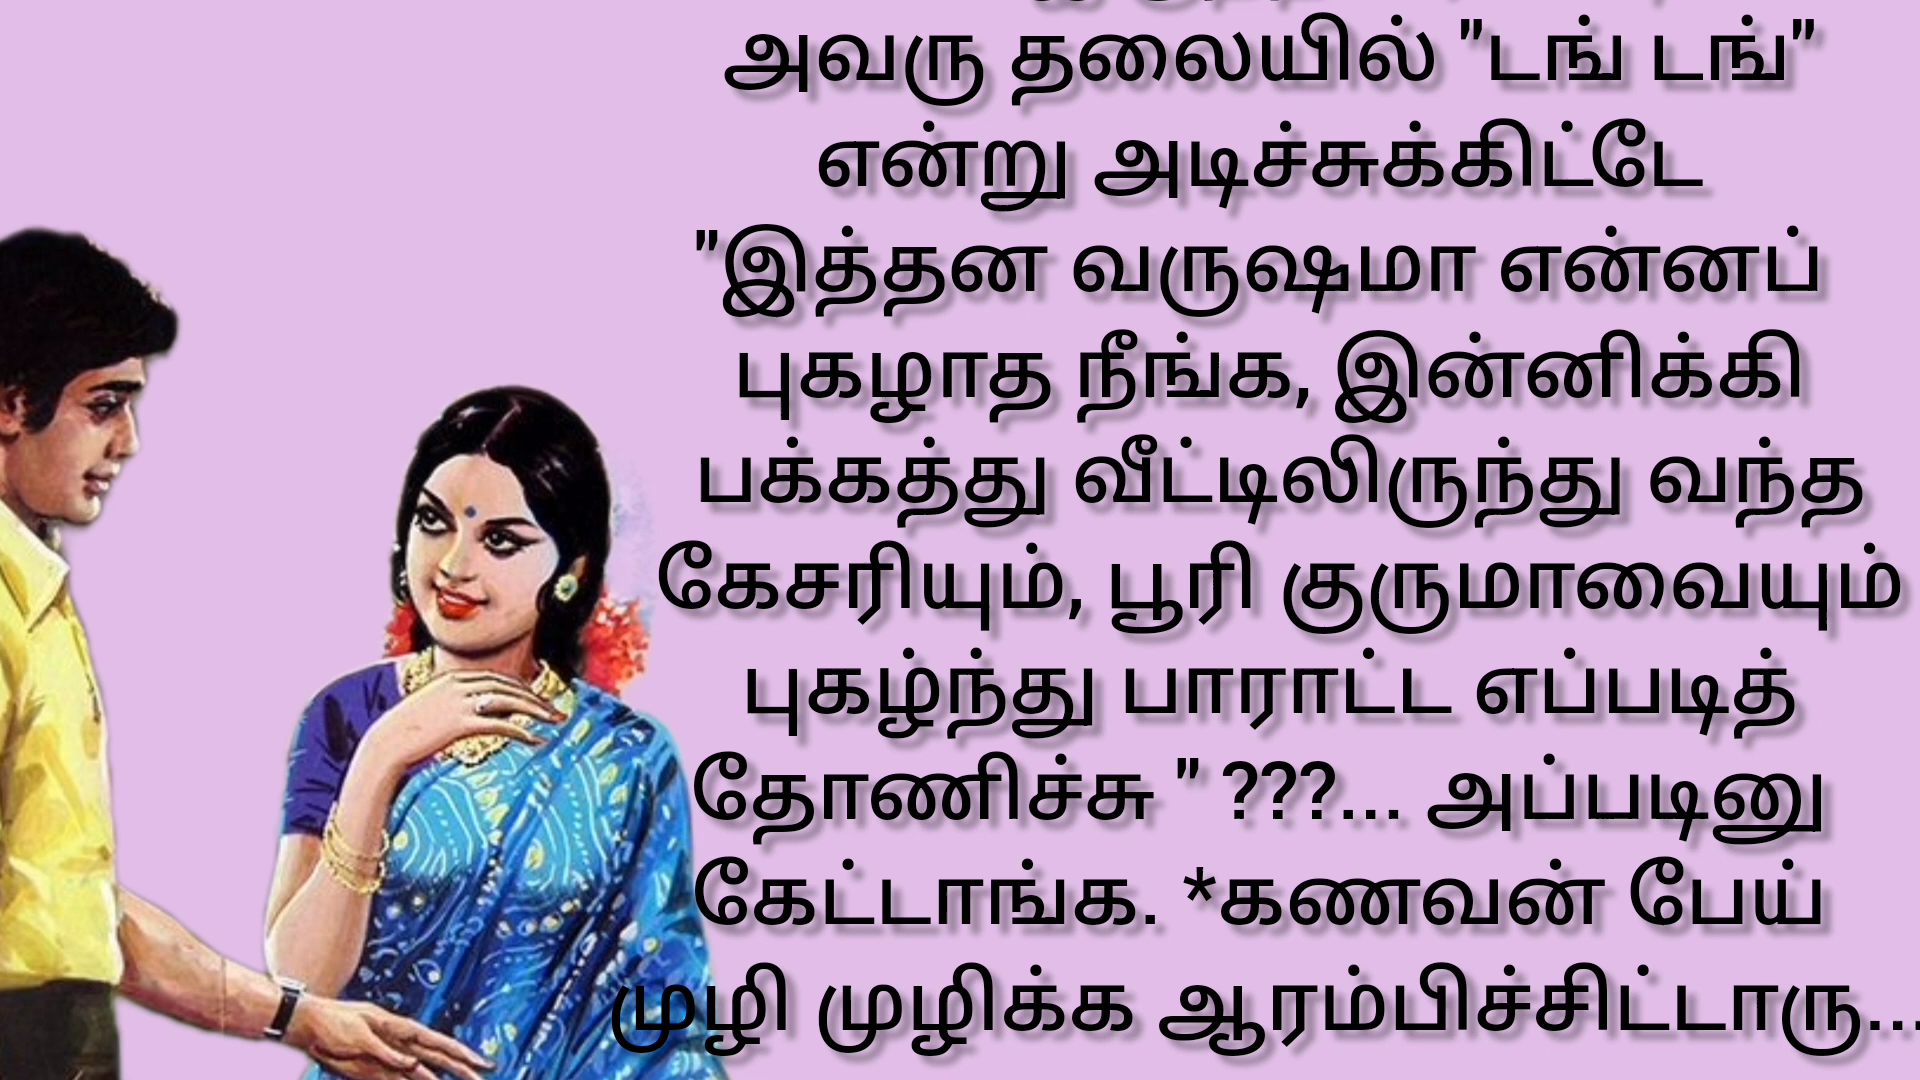 அவரு தலையில் "டங் டங்"
என்று அடிச்சுக்கிட்டே
"இத்தன வருஷமா என்னப்
புகழாத நீங்க, இன்னிக்கி
பக்கத்து வீட்டிலிருந்து வந்த
கேசரியும், பூரி குருமாவையும்
புகழ்ந்து பாராட்ட எப்படித்
தோணிச்சு " ???... அப்படினு
கேட்டாங்க. *கணவன் பேய்
முழி முழிக்க ஆரம்பிச்சிட்டாரு...